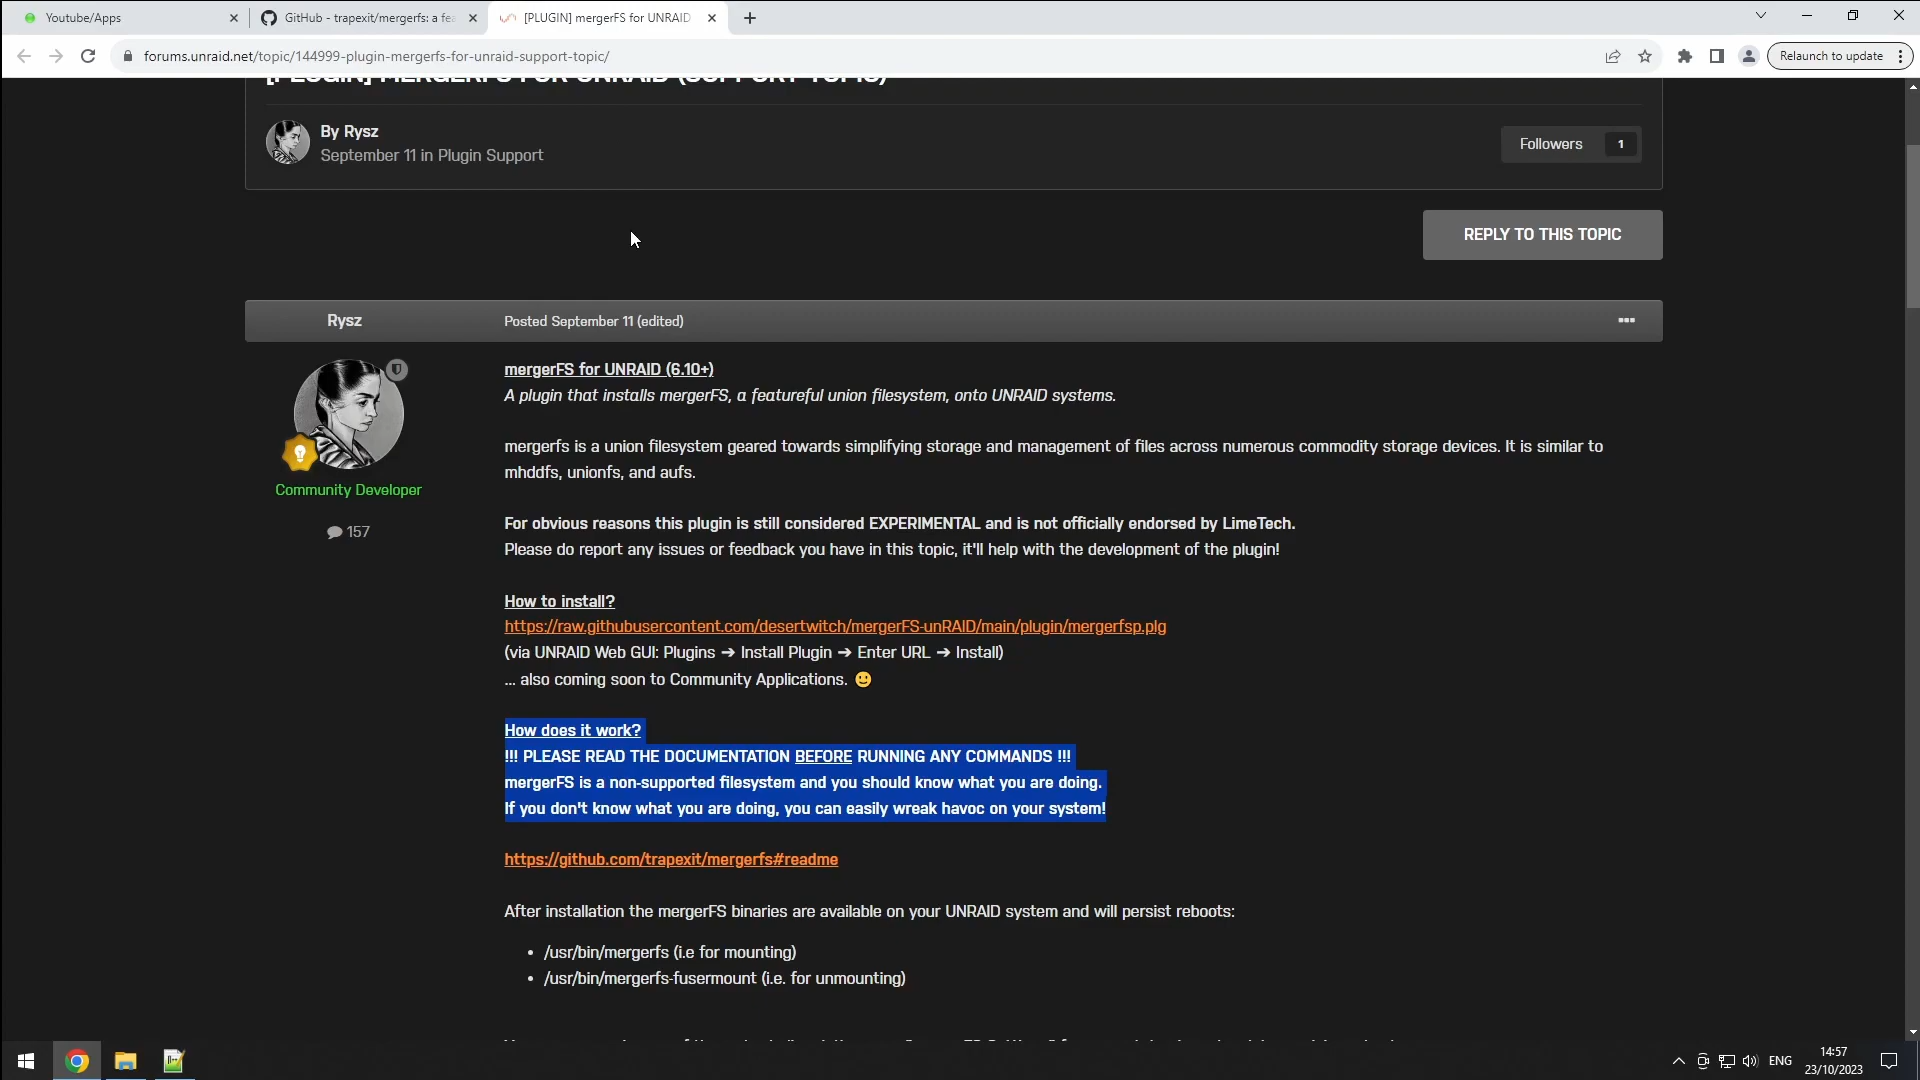 Youtube/Apps
GitHub - trapexit/mergerfs: a fea
[PLUGIN] mergerFS for UNRAID
forums.unraid.net/topic/144999-plugin-mergerfs-for-unraid-support-topic/
Relaunch to update
[PLUGIN] MERGERFS FOR UNRAID (SUPPORT TOPIC)
By Rysz
September 11 in Plugin Support
Followers 1
REPLY TO THIS TOPIC
Rysz
Posted September 11 (edited)
Community Developer
157
mergerFS for UNRAID (6.10+)
A plugin that installs mergerFS, a featureful union filesystem, onto UNRAID systems.
mergerfs is a union filesystem geared towards simplifying storage and management of files across numerous commodity storage devices. It is similar to
mhddfs, unionfs, and aufs.
For obvious reasons this plugin is still considered EXPERIMENTAL and is not officially endorsed by LimeTech.
Please do report any issues or feedback you have in this topic, it'll help with the development of the plugin!
How to install?
https://raw.githubusercontent.com/desertwitch/mergerFS-unRAID/main/plugin/mergerfsp.plg
(via UNRAID Web GUI: Plugins ➔ Install Plugin ➔ Enter URL ➔ Install)
... also coming soon to Community Applications. 🙂
How does it work?
!!! PLEASE READ THE DOCUMENTATION BEFORE RUNNING ANY COMMANDS !!!
mergerFS is a non-supported filesystem and you should know what you are doing.
If you don't know what you are doing, you can easily wreak havoc on your system!
https://github.com/trapexit/mergerfs#readme
After installation the mergerFS binaries are available on your UNRAID system and will persist reboots:
• /usr/bin/mergerfs (i.e for mounting)
• /usr/bin/mergerfs-fusermount (i.e. for unmounting)
ENG
14:57
23/10/2023